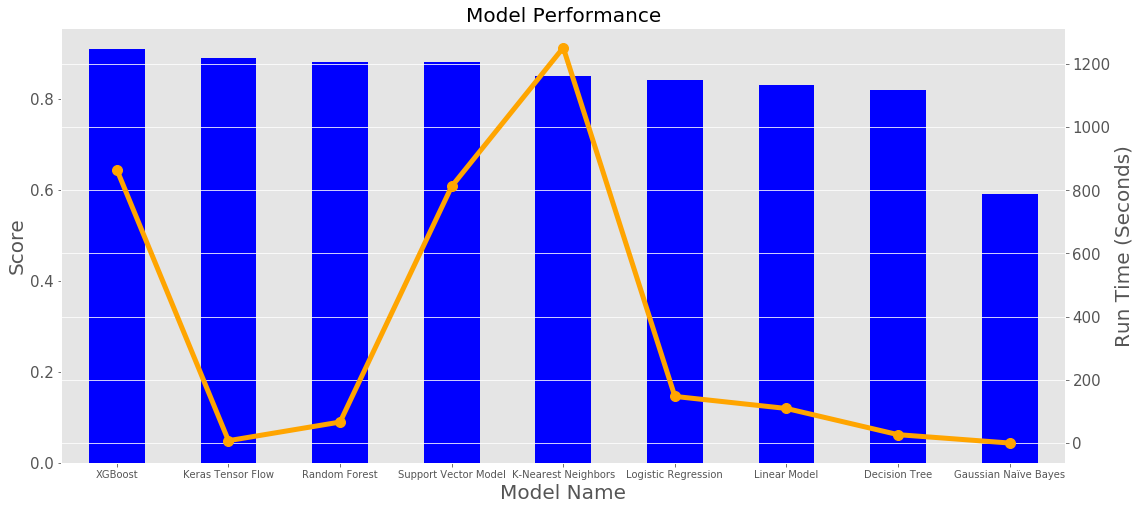 Model Performance
Score
0.8
0.6
0.4
0.2
0.0
1200
1000
800
600
400
200
0
Run Time (Seconds)
XGBoost Keras Tensor Flow Random Forest Support Vector Model K-Nearest Neighbors Logistic Regression Linear Model Decision Tree Gaussian Naive Bayes
Model Name